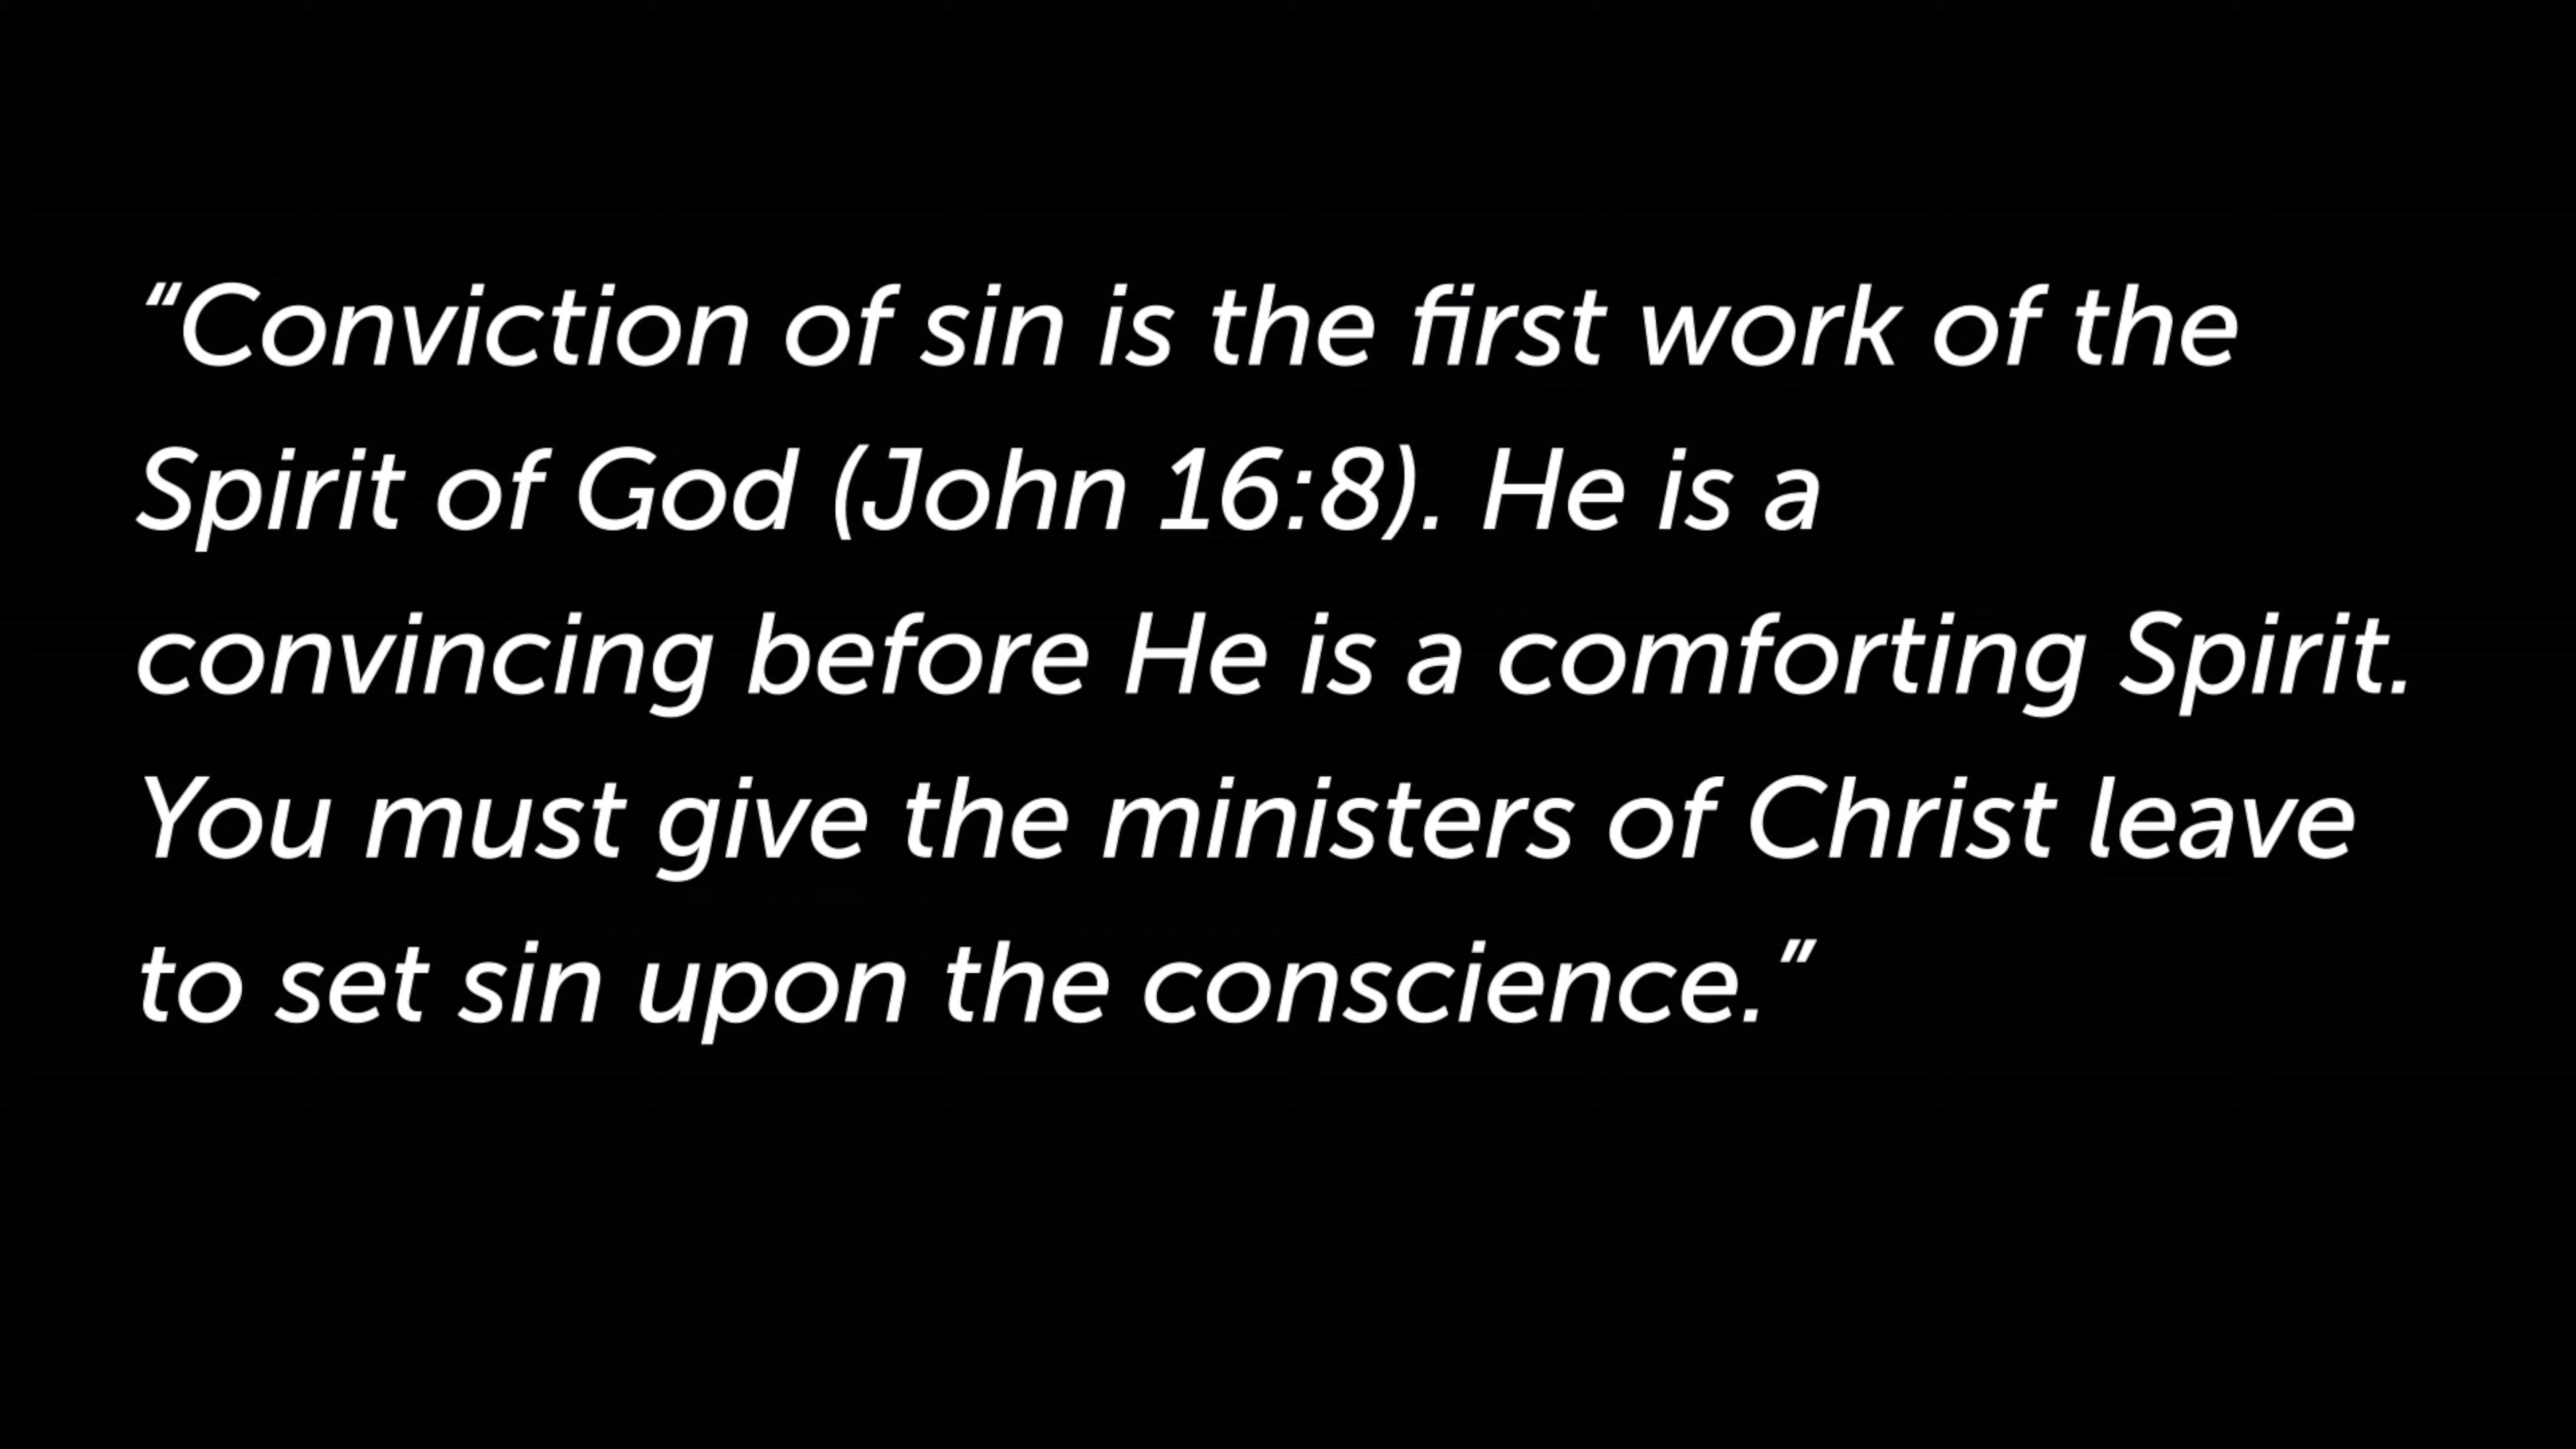 “Conviction of sin is the first work of the
Spirit of God (John 16:8). He is a
convincing before He is a comforting Spirit.
You must give the ministers of Christ leave
to set sin upon the conscience.”